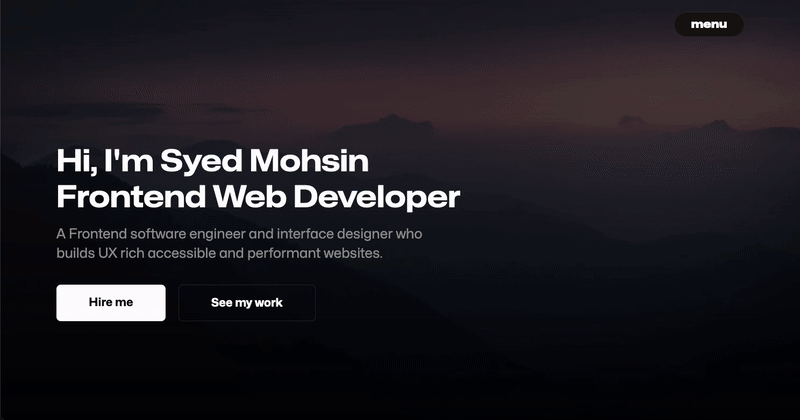 menu
Hi, I'm Syed Mohsin
Frontend Web Developer
A Frontend software engineer and interface designer who
builds UX rich accessible and performant websites.
Hire me
See my work